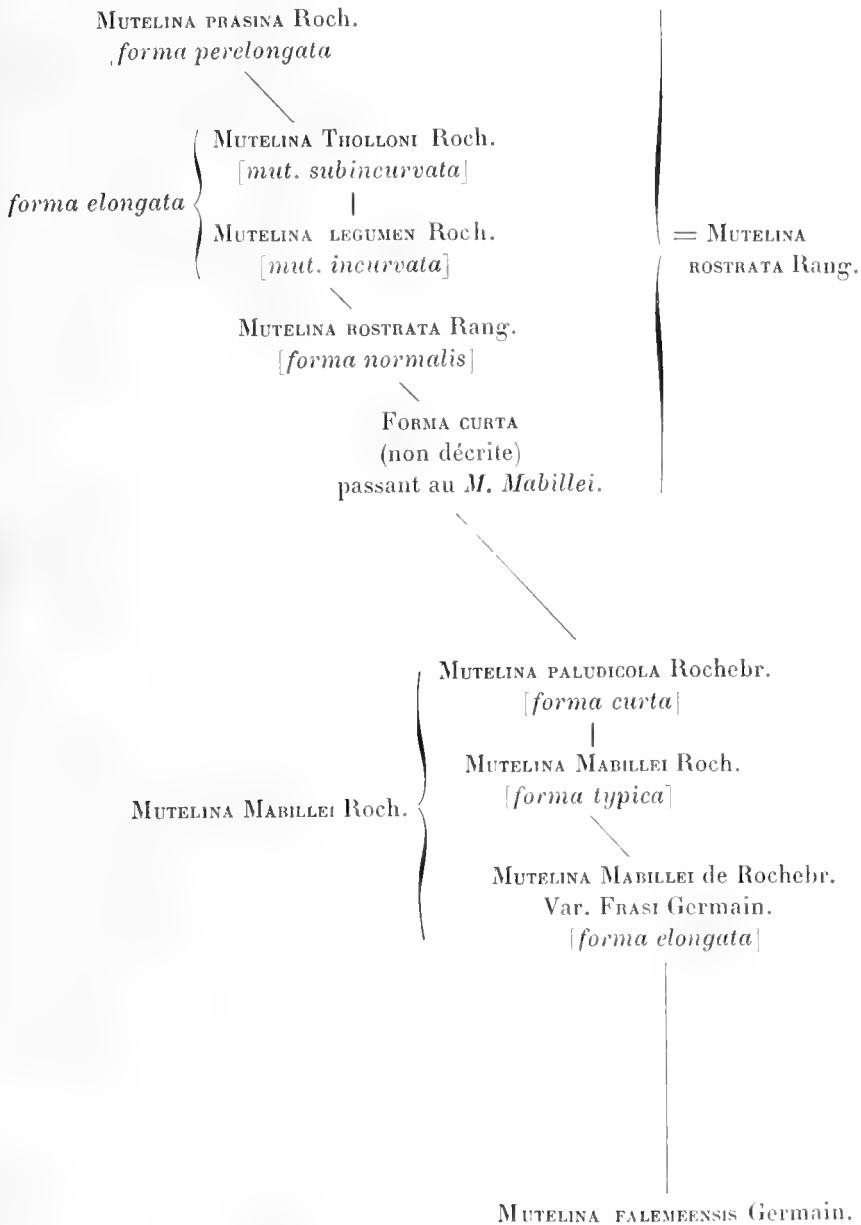 Mutelina prasina Roch.
forma perelongata
Mutelina Tholloni Roch.
[mut. subincurvata]
forma elongata
Mutelina legumen Roch.
[mut. incurvata]
= Mutelina
rostrata Rang.
Mutelina rostrata Rang.
[forma normalis]
Forma curta
(non décrite)
passant au M. Mabillei.
Mutelina paludicola Rochebr.
[forma curta]
Mutelina Mabillei Roch.
[forma typica]
Mutelina Mabillei Roch.
Mutelina Mabillei de Rochebr.
Var. Frasi Germain.
[forma elongata]
Mutelina falemeensis Germain.